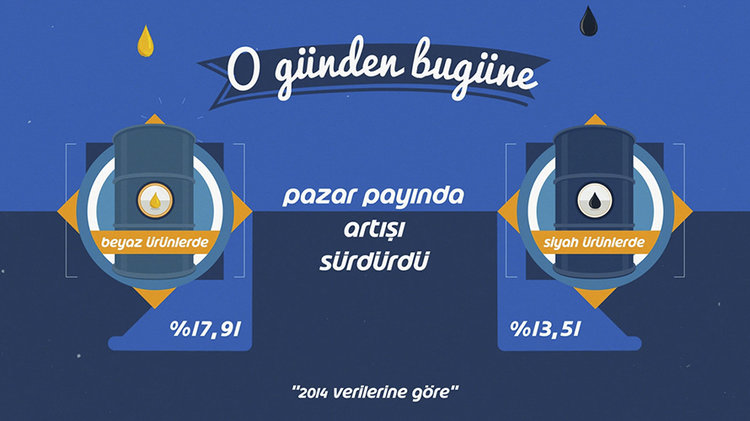 O günden bugüne
pazar payında
artışı
sürdürdü
beyaz ürünlerde
%17,91
siyah ürünlerde
%13,51
"2014 verilerine göre"